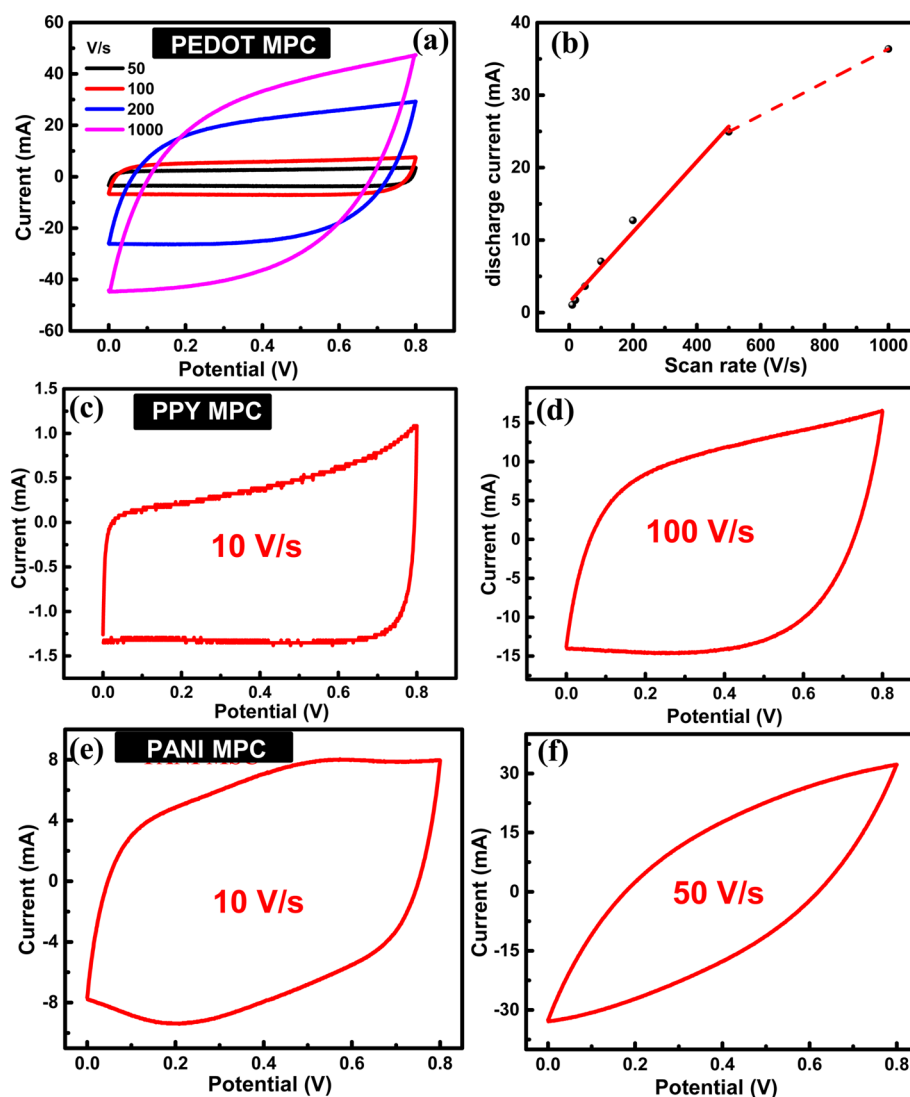 PEDOT MPC
(a)
V/s
50
100
200
1000
60
40
20
0
-20
-40
-60
Current (mA)
0.0 0.2 0.4 0.6 0.8
Potential (V)
(b)
40
30
20
10
0
discharge current (mA)
0 200 400 600 800 1000
Scan rate (V/s)
(c)
PPY MPC
1.5
1.0
0.5
0.0
-0.5
-1.0
-1.5
Current (mA)
10 V/s
0.0 0.2 0.4 0.6 0.8
Potential (V)
(d)
15
10
5
0
-5
-10
-15
Current (mA)
100 V/s
0.0 0.2 0.4 0.6 0.8
Potential (V)
(e)
PANI MPC
8
4
0
-4
-8
Current (mA)
10 V/s
0.0 0.2 0.4 0.6 0.8
Potential (V)
(f)
30
15
0
-15
-30
Current (mA)
50 V/s
0.0 0.2 0.4 0.6 0.8
Potential (V)